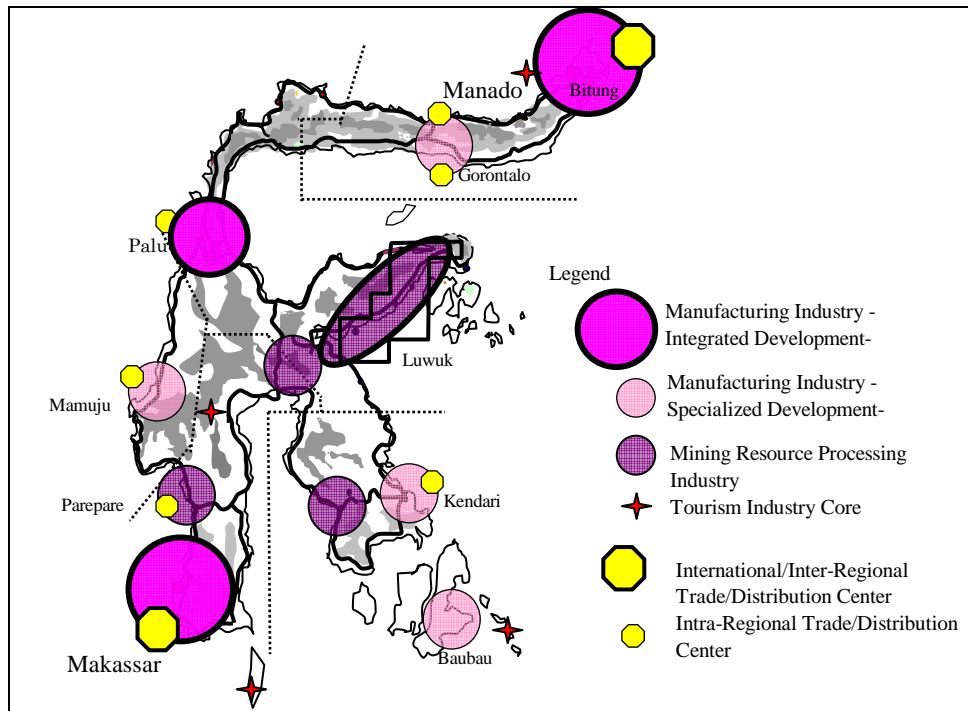 Manado
Bitung
Gorontalo
Palu
Luwuk
Mamuju
Parepare
Kendari
Makassar
Baubau
Legend
Manufacturing Industry -
Integrated Development-
Manufacturing Industry -
Specialized Development-
Mining Resource Processing
Industry
Tourism Industry Core
International/Inter-Regional
Trade/Distribution Center
Intra-Regional Trade/Distribution
Center